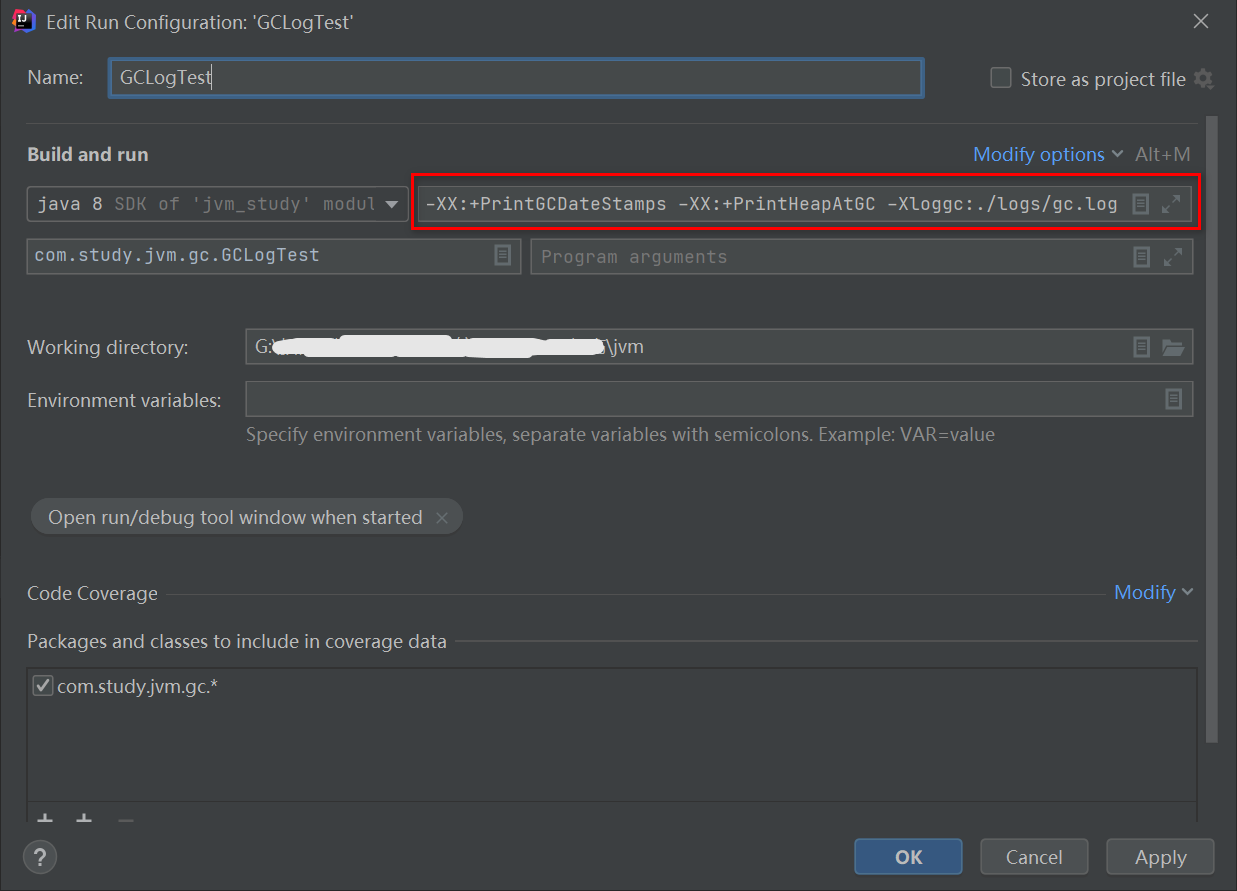 Edit Run Configuration: 'GCLogTest'
Name: GCLogTest Store as project file
Build and run Modify options Alt+M
java 8 SDK of 'jvm_study' modul -XX:+PrintGCDateStamps -XX:+PrintHeapAtGC -Xloggc:./logs/gc.log
com.study.jvm.gc.GCLogTest Program arguments
Working directory: G:\ \jvm
Environment variables:
Specify environment variables, separate variables with semicolons. Example: VAR=value
Open run/debug tool window when started
Code Coverage Modify
Packages and classes to include in coverage data
com.study.jvm.gc.*
? OK Cancel Apply